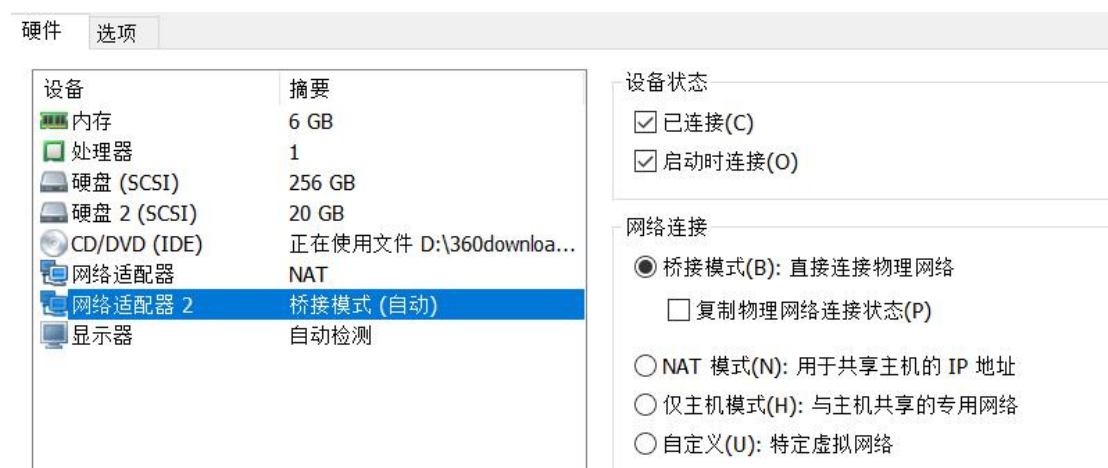 硬件 选项
设备 摘要
内存 6 GB
处理器 1
硬盘 (SCSI) 256 GB
硬盘 2 (SCSI) 20 GB
CD/DVD (IDE) 正在使用文件 D:\360downloa...
网络适配器 NAT
网络适配器 2 桥接模式 (自动)
显示器 自动检测
设备状态
已连接(C)
启动时连接(O)
网络连接
桥接模式(B): 直接连接物理网络
复制物理网络连接状态(P)
NAT 模式(N): 用于共享主机的 IP 地址
仅主机模式(H): 与主机共享的专用网络
自定义(U): 特定虚拟网络